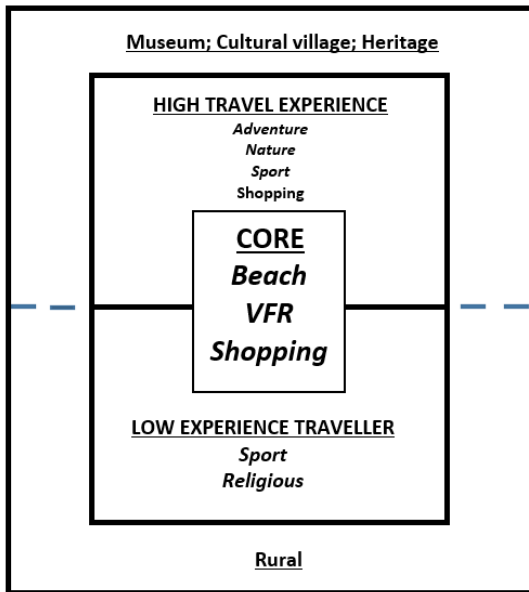 Museum; Cultural village; Heritage
HIGH TRAVEL EXPERIENCE
Adventure
Nature
Sport
Shopping
CORE
Beach
VFR
Shopping
LOW EXPERIENCE TRAVELLER
Sport
Religious
Rural